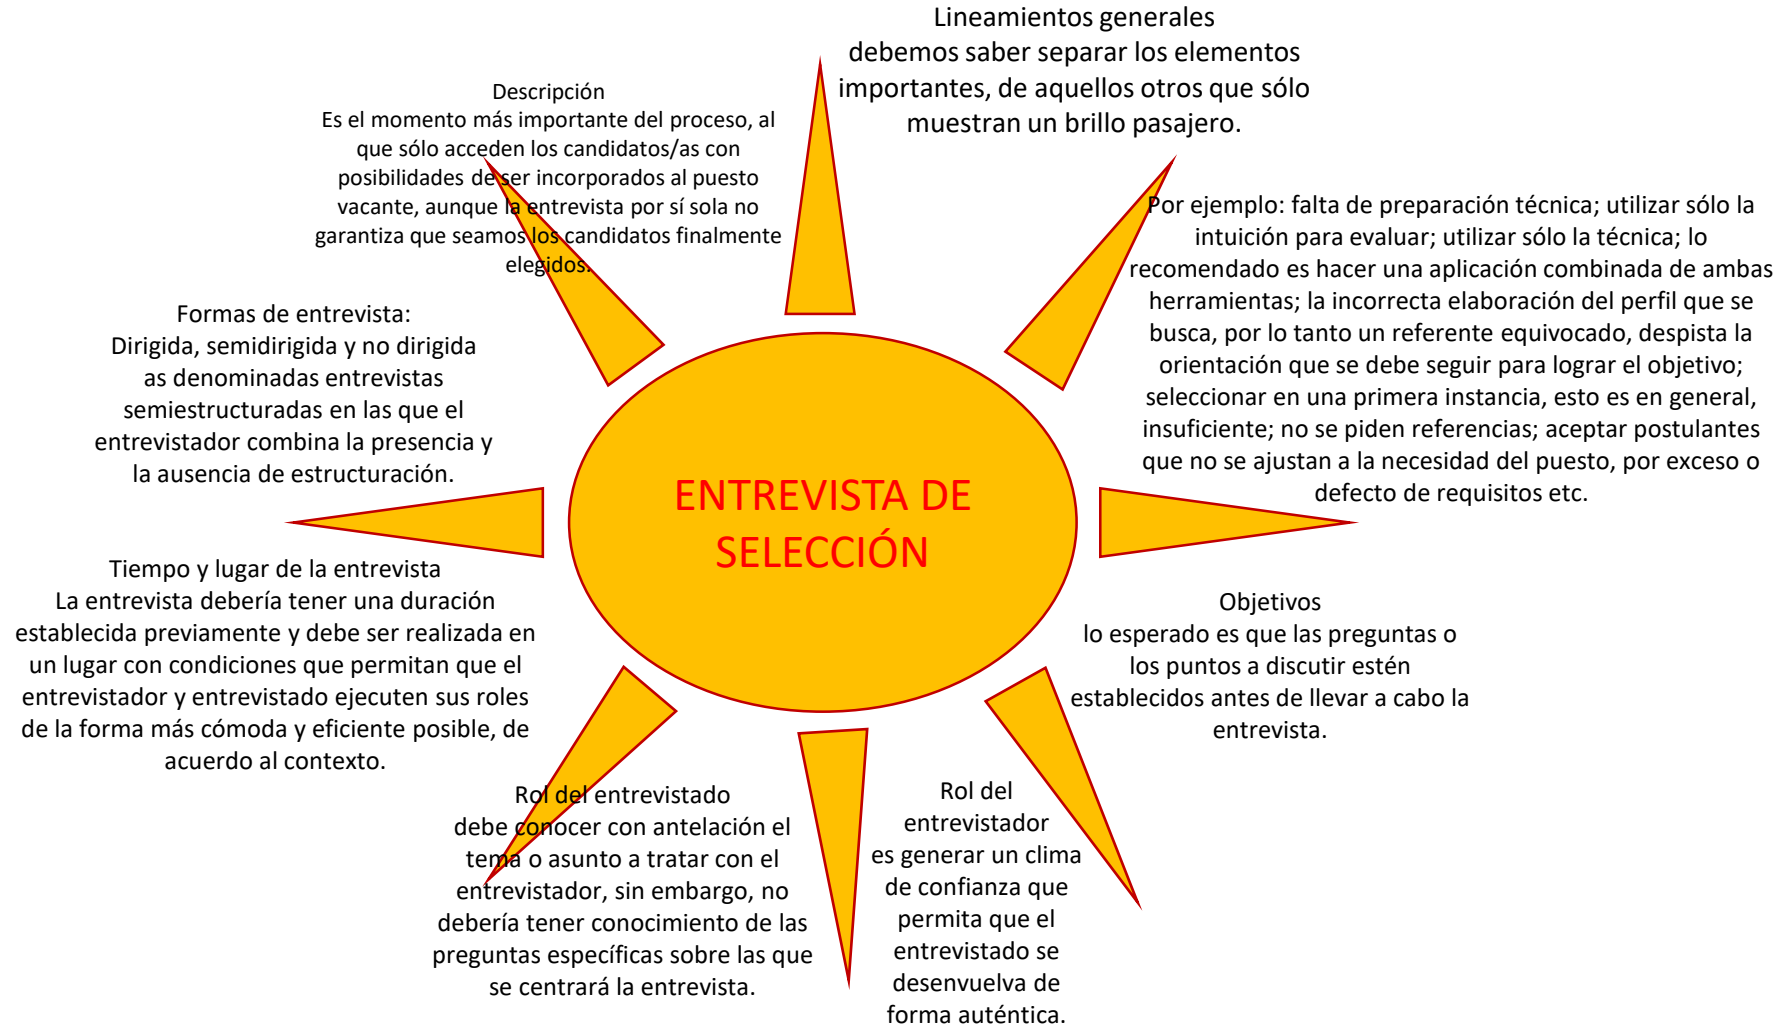 Lineamientos generales
debemos saber separar los elementos
importantes, de aquellos otros que sólo
muestran un brillo pasajero.
Descripción
Es el momento más importante del proceso, al
que sólo acceden los candidatos/as con
posibilidades de ser incorporados al puesto
vacante, aunque la entrevista por sí sola no
garantiza que seamos los candidatos finalmente
elegidos.
Por ejemplo: falta de preparación técnica; utilizar sólo la
intuición para evaluar; utilizar sólo la técnica; lo
recomendado es hacer una aplicación combinada de ambas
herramientas; la incorrecta elaboración del perfil que se
busca, por lo tanto un referente equivocado, despista la
orientación que se debe seguir para lograr el objetivo;
seleccionar en una primera instancia, esto es en general,
insuficiente; no se piden referencias; aceptar postulantes
que no se ajustan a la necesidad del puesto, por exceso o
defecto de requisitos etc.
Formas de entrevista:
Dirigida, semidirigida y no dirigida
as denominadas entrevistas
semiestructuradas en las que el
entrevistador combina la presencia y
la ausencia de estructuración.
ENTREVISTA DE
SELECCIÓN
Tiempo y lugar de la entrevista
La entrevista debería tener una duración
establecida previamente y debe ser realizada en
un lugar con condiciones que permitan que el
entrevistador y entrevistado ejecuten sus roles
de la forma más cómoda y eficiente posible, de
acuerdo al contexto.
Objetivos
lo esperado es que las preguntas o
los puntos a discutir estén
establecidos antes de llevar a cabo la
entrevista.
Rol del entrevistado
debe conocer con antelación el
tema o asunto a tratar con el
entrevistador, sin embargo, no
debería tener conocimiento de las
preguntas específicas sobre las que
se centrará la entrevista.
Rol del
entrevistador
es generar un clima
de confianza que
permita que el
entrevistado se
desenvuelva de
forma auténtica.